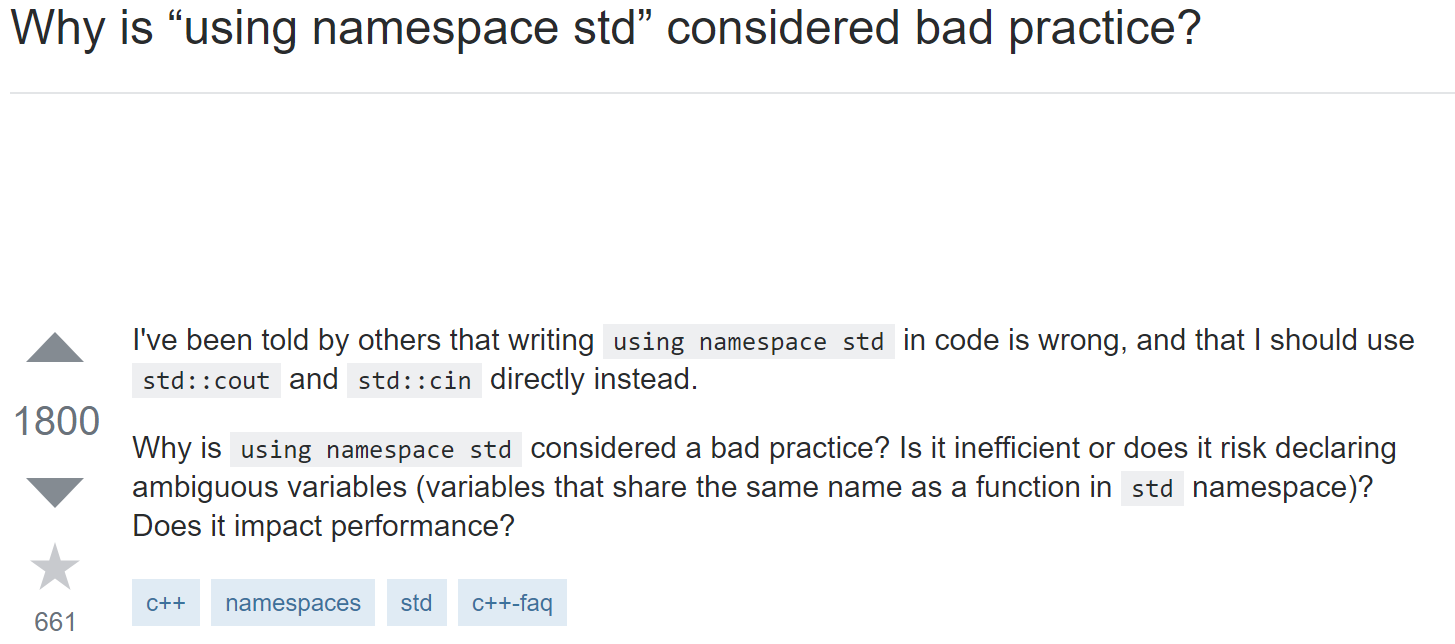 Why is “using namespace std” considered bad practice?
I've been told by others that writing using namespace std in code is wrong, and that I should use
std::cout and std::cin directly instead.
1800
Why is using namespace std considered a bad practice? Is it inefficient or does it risk declaring
ambiguous variables (variables that share the same name as a function in std namespace)?
Does it impact performance?
c++ namespaces std c++-faq
661